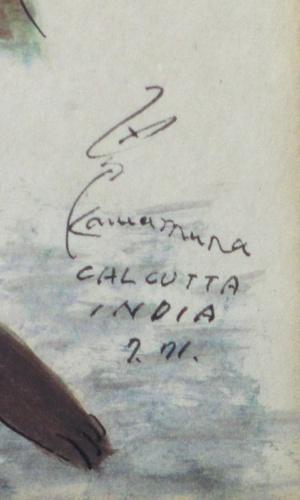 Kawamura
CALCUTTA
INDIA
7. 71.